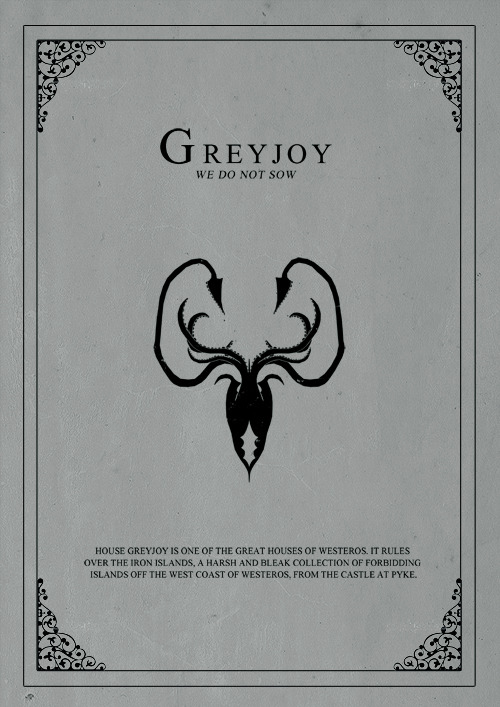 GREYJOY
WE DO NOT SOW
HOUSE GREYJOY IS ONE OF THE GREAT HOUSES OF WESTEROS. IT RULES
OVER THE IRON ISLANDS, A HARSH AND BLEAK COLLECTION OF FORBIDDING
ISLANDS OFF THE WEST COAST OF WESTEROS, FROM THE CASTLE AT PYKE.